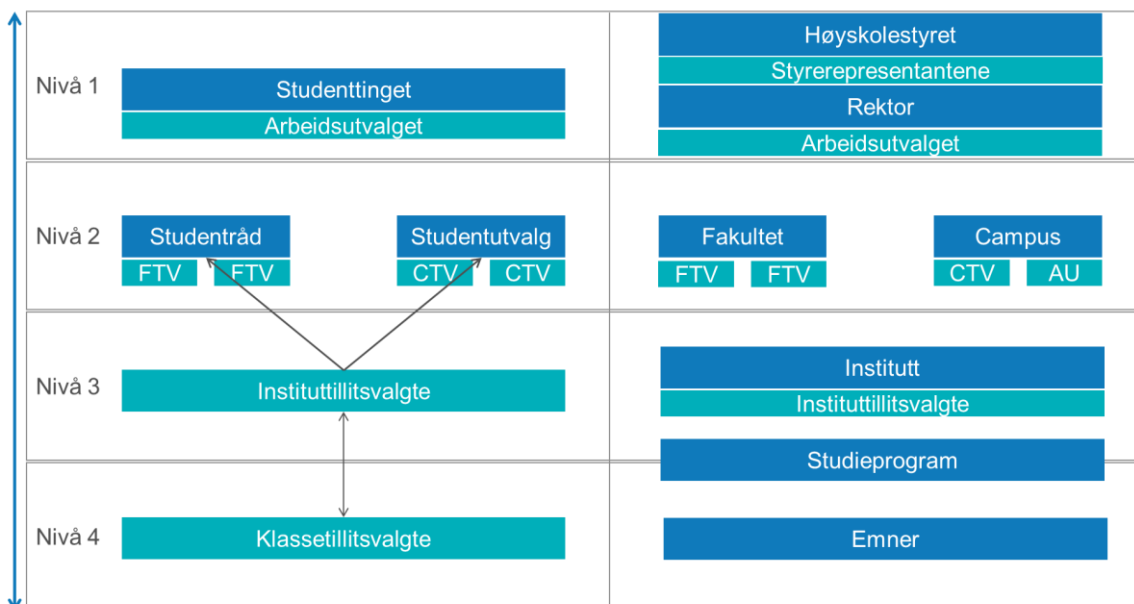 Nivå 1
Studenttinget
Arbeidsutvalget
Høyskolestyret
Styrerepresentantene
Rektor
Arbeidsutvalget
Nivå 2
Studentråd
FTV
FTV
Studentutvalg
CTV
CTV
Fakultet
FTV
FTV
Campus
CTV
AU
Nivå 3
Instituttillitsvalgte
Institutt
Instituttillitsvalgte
Studieprogram
Nivå 4
Klassetillitsvalgte
Emner